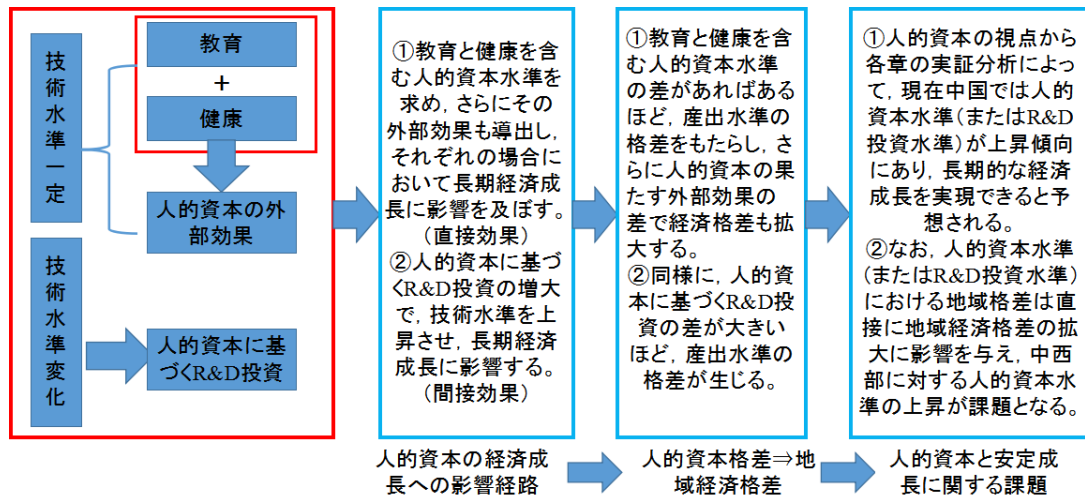 技術水準一定
教育
+
健康
人的資本の外
部効果
技術水準変化
人的資本に基
づくR&D投資
①教育と健康を含
む人的資本水準を
求め，さらにその
外部効果も導出し，
それぞれの場合に
おいて長期経済成
長に影響を及ぼす。
（直接効果）
②人的資本に基づ
くR&D投資の増大
で，技術水準を上
昇させ，長期経済
成長に影響する。
（間接効果）
①教育と健康を含
む人的資本水準
の差があればある
ほど，産出水準の
格差をもたらし，さ
らに人的資本の果
たす外部効果の
差で経済格差も拡
大する。
②同様に，人的資
本に基づくR&D投
資の差が大きい
ほど，産出水準の
格差が生じる。
①人的資本の視点から
各章の実証分析によっ
て，現在中国では人的
資本水準（またはR&D
投資水準）が上昇傾向
にあり，長期的な経済
成長を実現できると予
想される。
②なお，人的資本水準
（またはR&D投資水準）
における地域格差は直
接に地域経済格差の拡
大に影響を与え，中西
部に対する人的資本水
準の上昇が課題となる。
人的資本の経済成
長への影響経路
人的資本格差⇒地
域経済格差
人的資本と安定成
長に関する課題